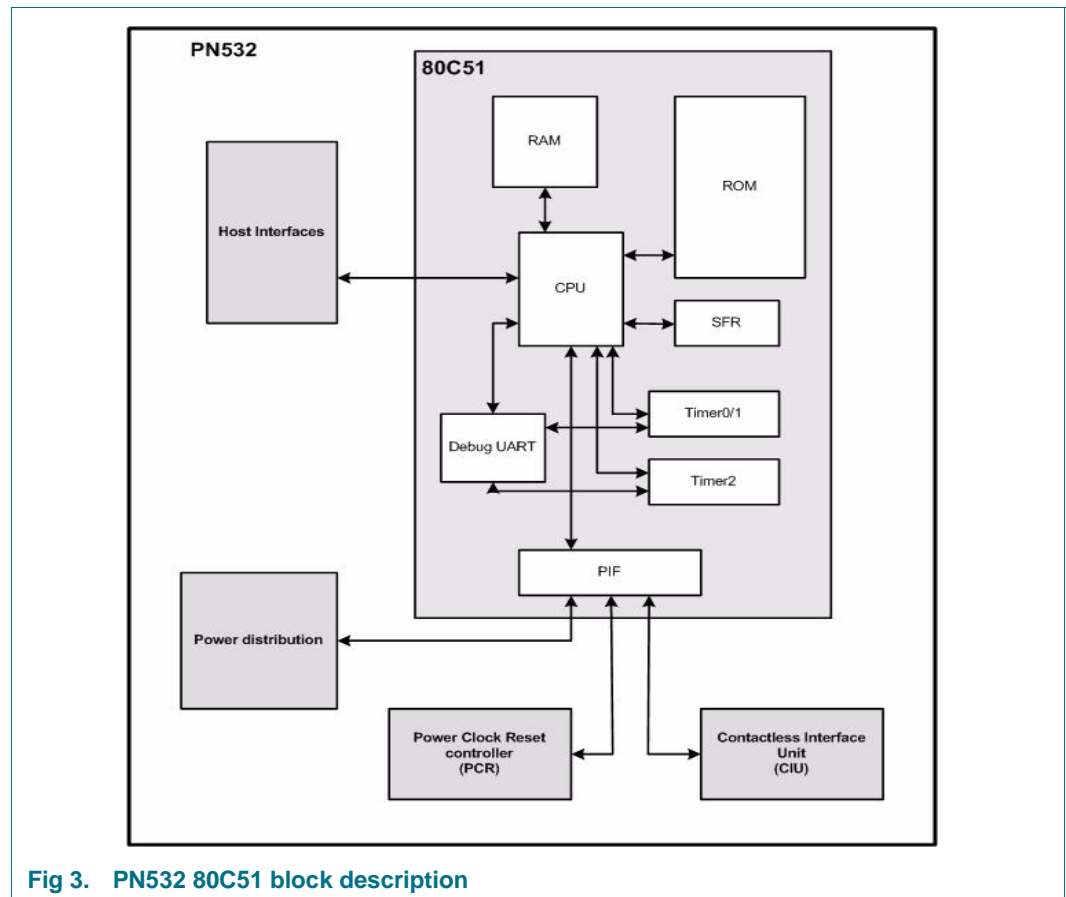 PN532
80C51
RAM
ROM
Host Interfaces
CPU
SFR
Timer0/1
Debug UART
Timer2
PIF
Power distribution
Power Clock Reset
controller
(PCR)
Contactless Interface
Unit
(CIU)
Fig 3. PN532 80C51 block description